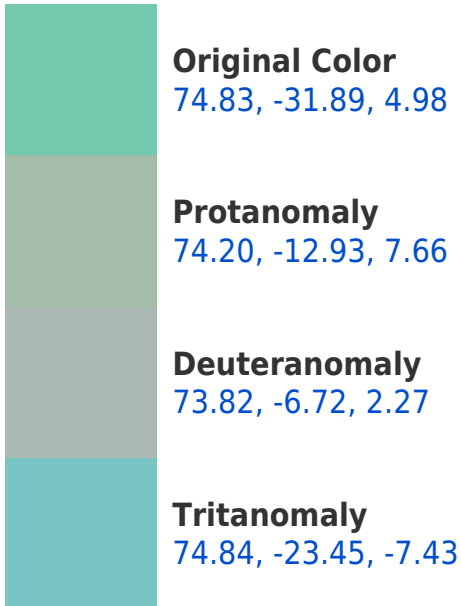 Original Color
74.83, -31.89, 4.98
Protanomaly
74.20, -12.93, 7.66
Deuteranomaly
73.82, -6.72, 2.27
Tritanomaly
74.84, -23.45, -7.43